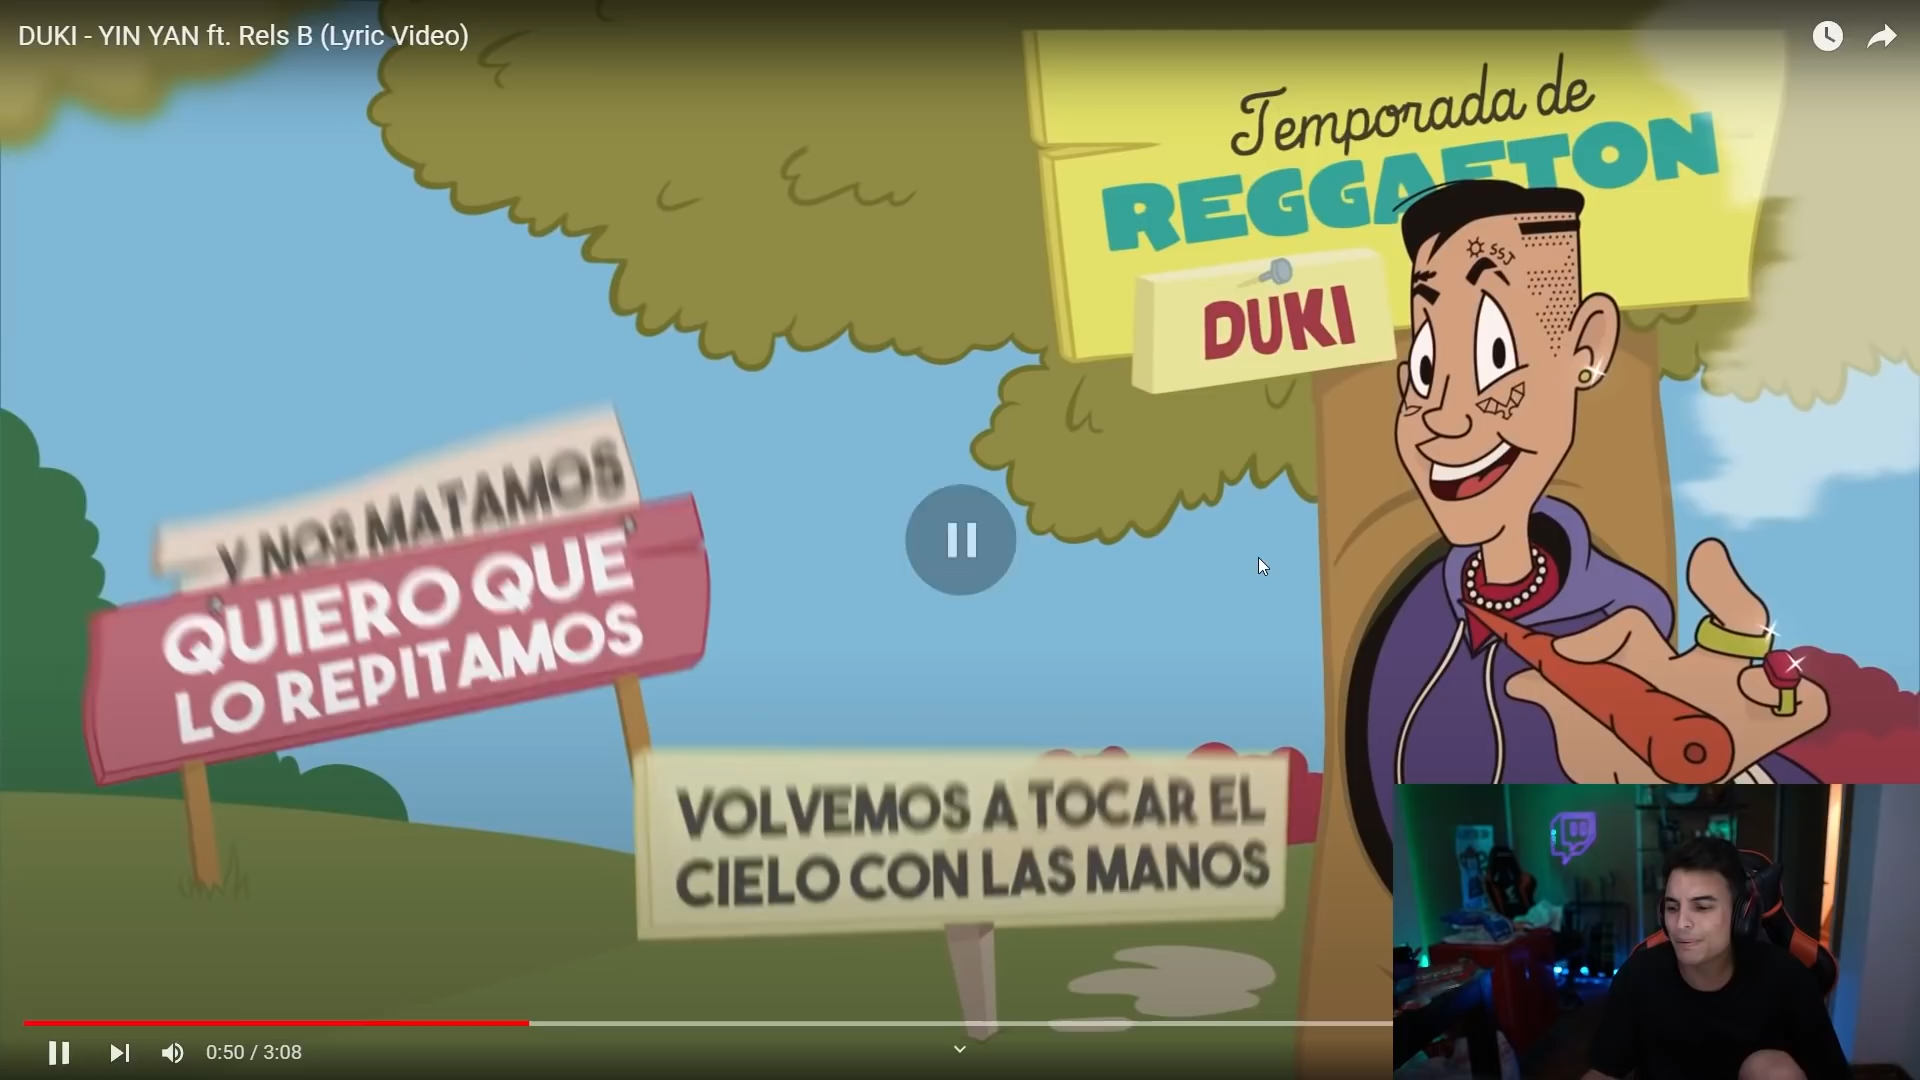 DUKI - YIN YAN ft. Rels B (Lyric Video)
Temporada de
REGGAETON
DUKI
SSJ
Y NOS MATAMOS
QUIERO QUE
LO REPITAMOS
VOLVEMOS A TOCAR EL
CIELO CON LAS MANOS
0:50 / 3:08